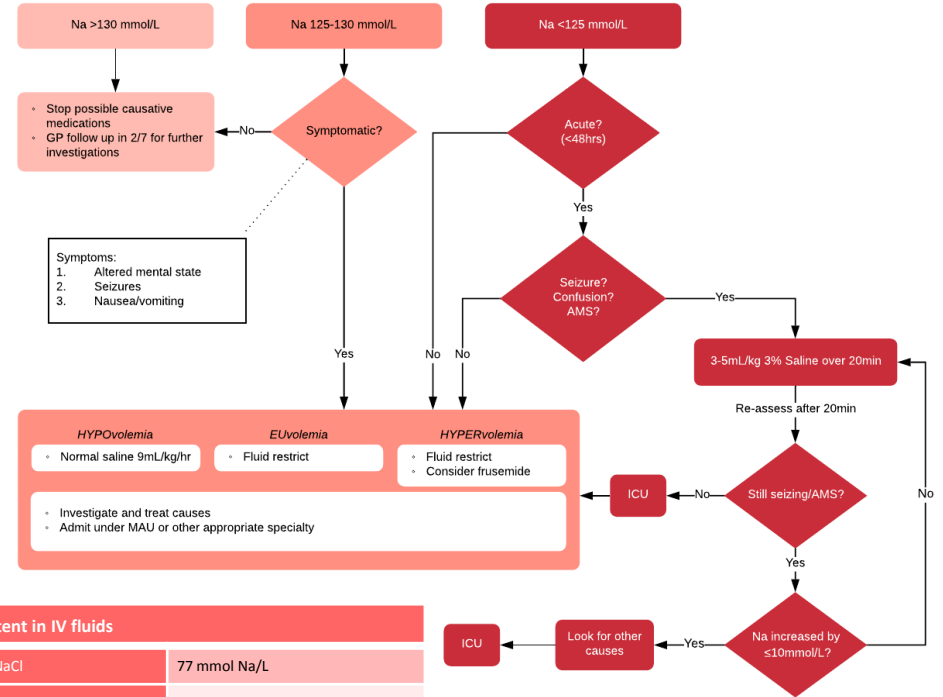 Na >130 mmol/L
Na 125-130 mmol/L
Na <125 mmol/L
◦ Stop possible causative
medications
◦ GP follow up in 2/7 for further
investigations
No
Symptomatic?
Acute?
(<48hrs)
Yes
Symptoms:
1. Altered mental state
2. Seizures
3. Nausea/vomiting
Seizure?
Confusion?
AMS?
Yes
Yes
No
No
3-5mL/kg 3% Saline over 20min
Re-assess after 20min
HYPOvolemia
◦ Normal saline 9mL/kg/hr
EUvolemia
◦ Fluid restrict
HYPERvolemia
◦ Fluid restrict
◦ Consider frusemide
◦ Investigate and treat causes
◦ Admit under MAU or other appropriate specialty
ICU
No
Still seizing/AMS?
No
Yes
ICU
Look for other
causes
Yes
Na increased by
≤10mmol/L?
tent in IV fluids
NaCl
77 mmol Na/L